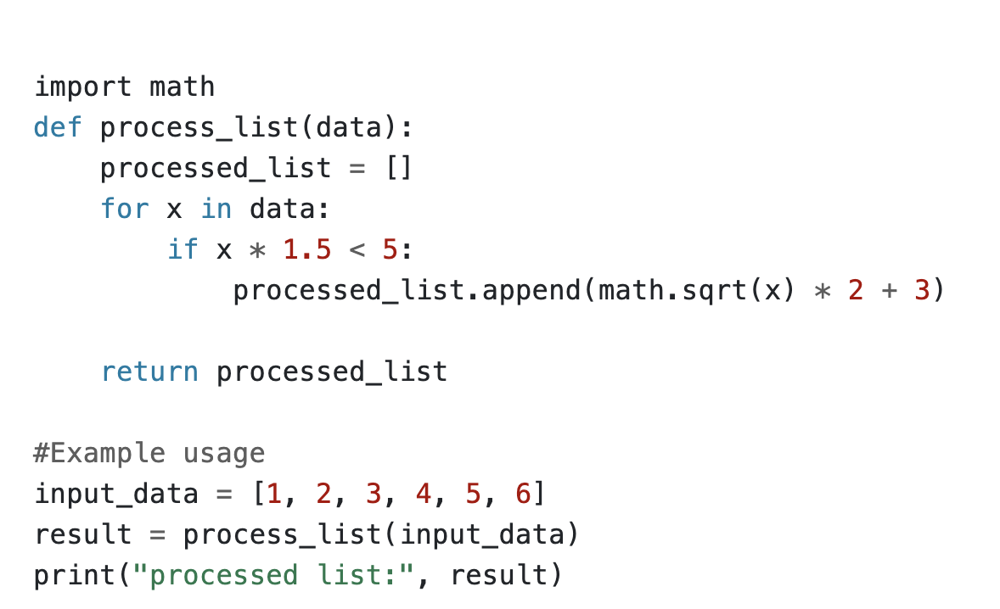 import math
def process_list(data):
    processed_list = []
    for x in data:
        if x * 1.5 < 5:
            processed_list.append(math.sqrt(x) * 2 + 3)

    return processed_list

#Example usage
input_data = [1, 2, 3, 4, 5, 6]
result = process_list(input_data)
print("processed list:", result)